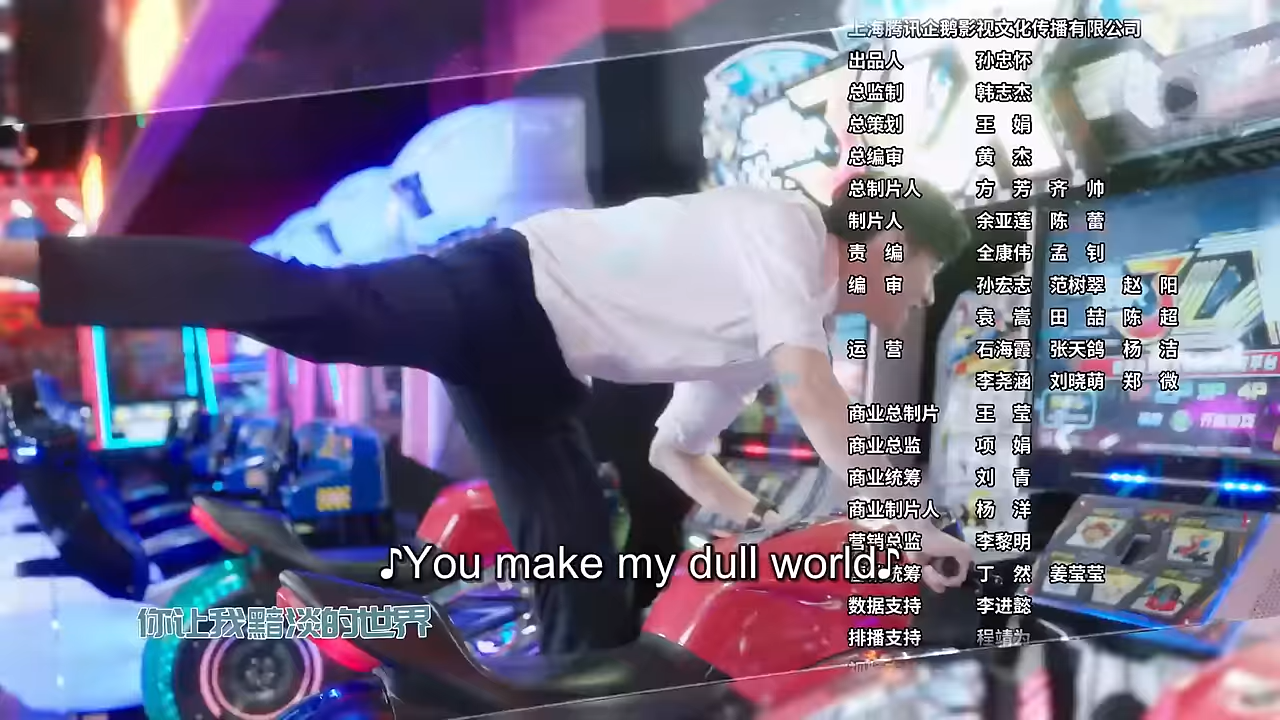 上海腾讯企鹅影视文化传播有限公司
出品人 孙忠怀
总监制 韩志杰
总策划 王 娟
总编审 黄 杰
总制片人 方 芳 齐 帅
制片人 余亚莲 陈 蕾
责 编 全康伟 孟 钊
编 审 孙宏志 范树翠 赵 阳
袁 嵩 田 喆 陈 超
运 营 石海霞 张天鸽 杨 洁
李尧涵 刘晓萌 郑 微
商业总制片 王 莹
商业总监 项 娟
商业统筹 刘 青
商业制片人 杨 洋
营销总监 李黎明
统筹 丁 然 姜莹莹
♪You make my dull world♪
数据支持 李进懿
你让我黯淡的世界
排播支持 程靖为